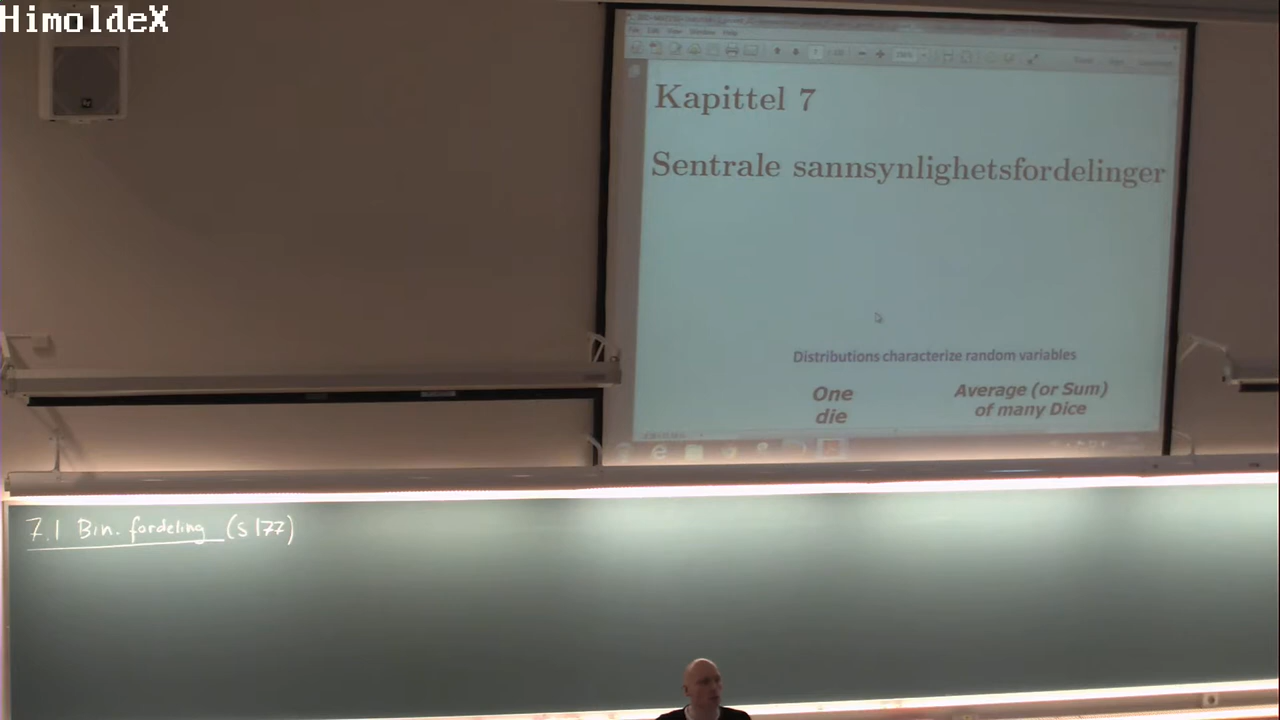 HimoldeX
Kapittel 7
Sentrale sannsynlighetsfordelinger
Distributions characterize random variables
One
die
Average (or Sum)
of many Dice
7.1 Bin. fordeling (s 177)